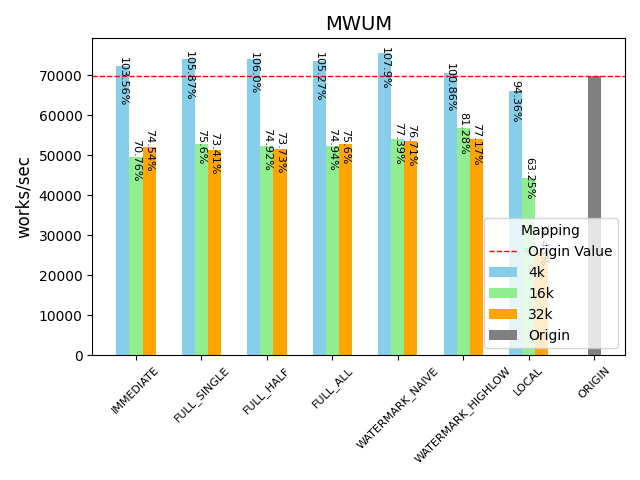 MWUM
works/sec
70000
60000
50000
40000
30000
20000
10000
0
103.56%
70.76%
74.54%
105.87%
75.6%
73.41%
106.0%
74.92%
73.73%
105.27%
74.94%
75.6%
107.9%
77.39%
76.71%
100.86%
81.28%
77.17%
94.36%
63.25%
Mapping
Origin Value
4k
16k
32k
Origin
IMMEDIATE
FULL_SINGLE
FULL_HALF
FULL_ALL
WATERMARK_NAIVE
WATERMARK_HIGHLOW
LOCAL
ORIGIN